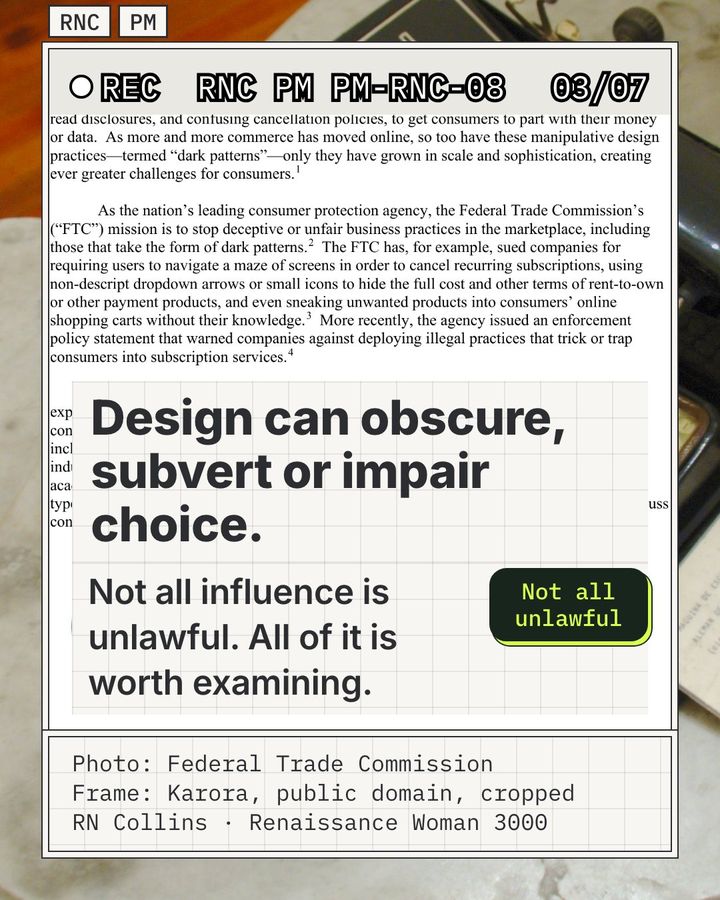 RNC PM
REC RNC PM PM-RNC-08 03/07
read disclosures, and confusing cancellation policies, to get consumers to part with their money
or data. As more and more commerce has moved online, so too have these manipulative design
practices—termed “dark patterns”—only they have grown in scale and sophistication, creating
ever greater challenges for consumers.1
As the nation’s leading consumer protection agency, the Federal Trade Commission’s
(“FTC”) mission is to stop deceptive or unfair business practices in the marketplace, including
those that take the form of dark patterns.2 The FTC has, for example, sued companies for
requiring users to navigate a maze of screens in order to cancel recurring subscriptions, using
non-descript dropdown arrows or small icons to hide the full cost and other terms of rent-to-own
or other payment products, and even sneaking unwanted products into consumers’ online
shopping carts without their knowledge.3 More recently, the agency issued an enforcement
policy statement that warned companies against deploying illegal practices that trick or trap
consumers into subscription services.4
Design can obscure,
subvert or impair
choice.
Not all influence is
unlawful. All of it is
worth examining.
Not all
unlawful
Photo: Federal Trade Commission
Frame: Karora, public domain, cropped
RN Collins · Renaissance Woman 3000